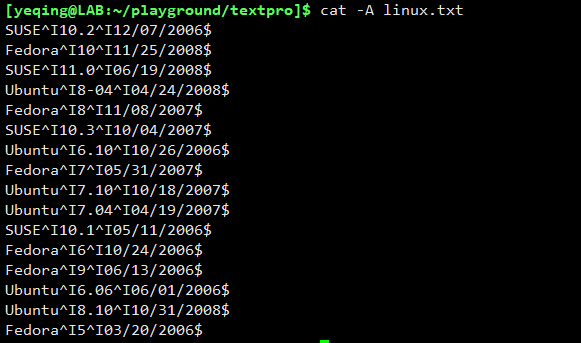 [yeqing@LAB:~/playground/textpro]$ cat -A linux.txt
SUSE^I10.2^I12/07/2006$
Fedora^I10^I11/25/2008$
SUSE^I11.0^I06/19/2008$
Ubuntu^I8-04^I04/24/2008$
Fedora^I8^I11/08/2007$
SUSE^I10.3^I10/04/2007$
Ubuntu^I6.10^I10/26/2006$
Fedora^I7^I05/31/2007$
Ubuntu^I7.10^I10/18/2007$
Ubuntu^I7.04^I04/19/2007$
SUSE^I10.1^I05/11/2006$
Fedora^I6^I10/24/2006$
Fedora^I9^I06/13/2006$
Ubuntu^I6.06^I06/01/2006$
Ubuntu^I8.10^I10/31/2008$
Fedora^I5^I03/20/2006$